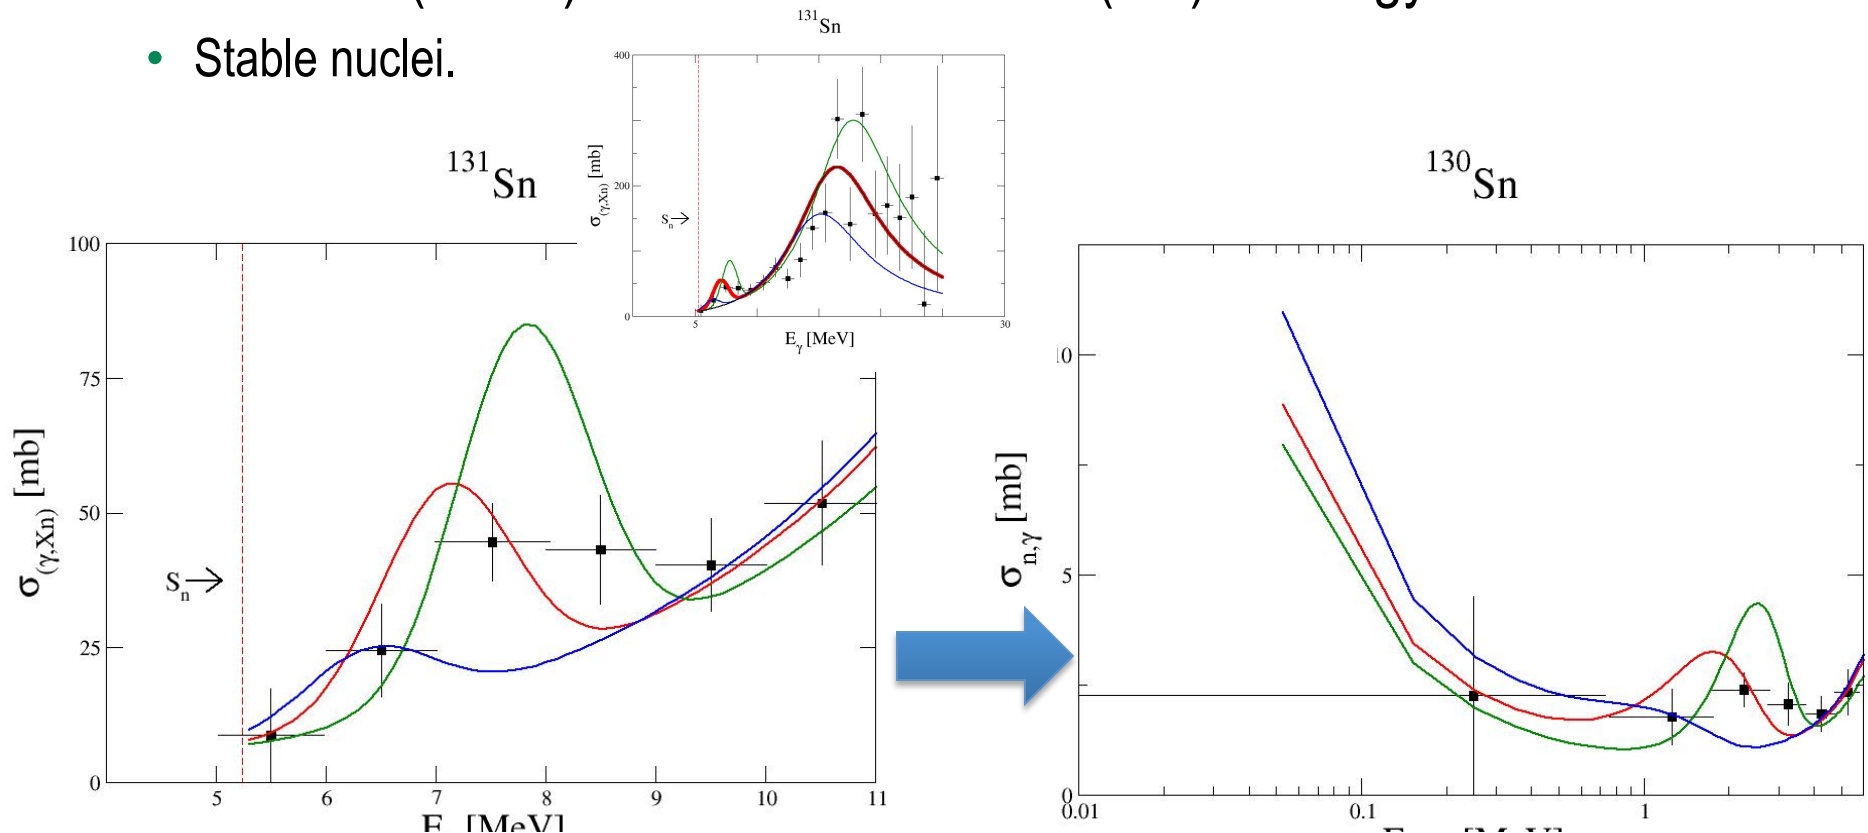 • Stable nuclei.
¹³¹Sn
400
200
0
σ(γ,Xn) [mb]
Sn→
5
30
Eγ [MeV]
¹³¹Sn
100
75
50
25
0
σ(γ,Xn) [mb]
Sn→
5 6 7 8 9 10 11
[MeV]
¹³⁰Sn
5
0
σn,γ [mb]
0.01 0.1 1